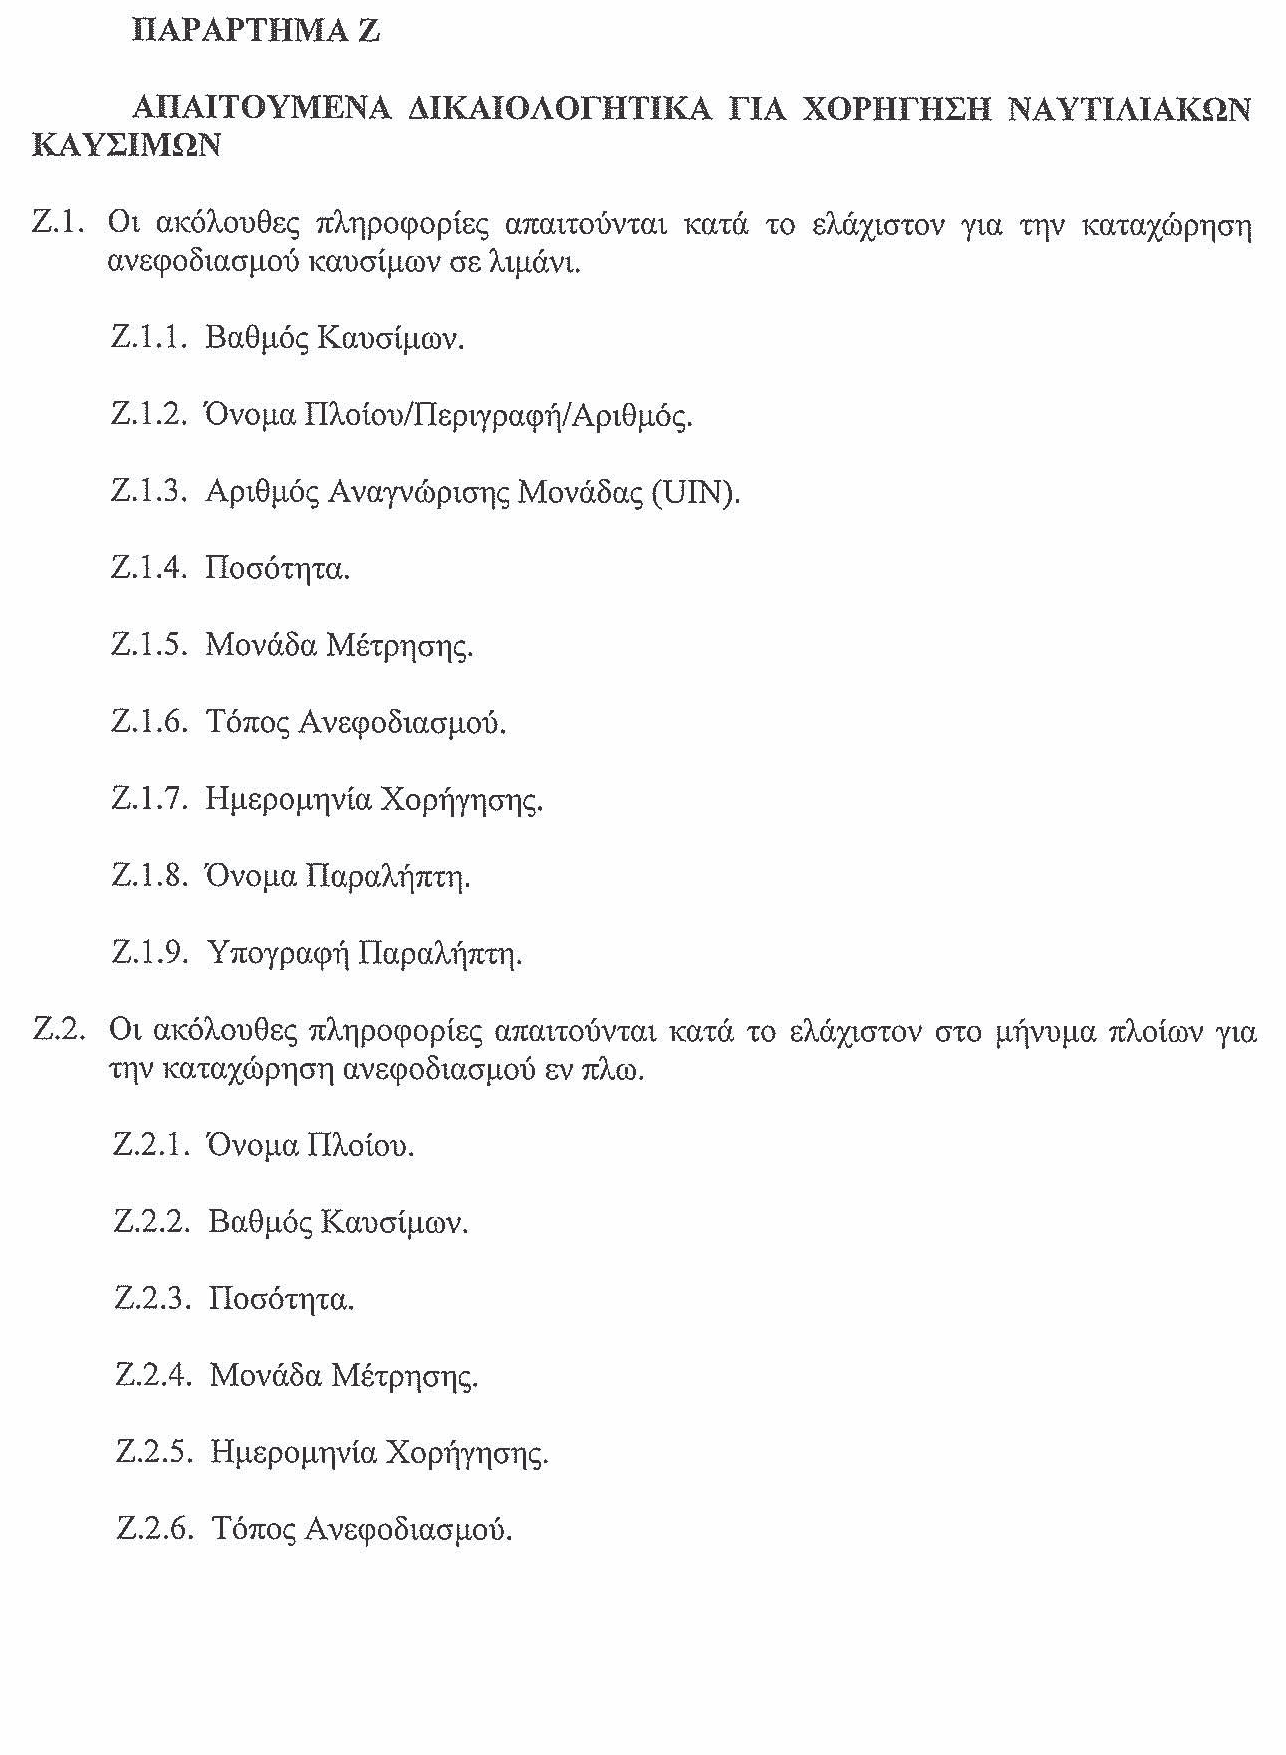 ΠΑΡΑΡΤΗΜΑ Ζ
ΑΠΑΙΤΟΥΜΕΝΑ ΔΙΚΑΙΟΛΟΓΗΤΙΚΑ ΓΙΑ ΧΟΡΗΓΗΣΗ ΝΑΥΤΙΛΙΑΚΩΝ
ΚΑΥΣΙΜΩΝ
Ζ.1. Οι ακόλουθες πληροφορίες απαιτούνται κατά το ελάχιστον για την καταχώρηση
ανεφοδιασμού καυσίμων σε λιμάνι.
Ζ.1.1. Βαθμός Καυσίμων.
Ζ.1.2. Όνομα Πλοίου/Περιγραφή/Αριθμός.
Ζ.1.3. Αριθμός Αναγνώρισης Μονάδας (UIN).
Ζ.1.4. Ποσότητα.
Ζ.1.5. Μονάδα Μέτρησης.
Ζ.1.6. Τόπος Ανεφοδιασμού.
Ζ.1.7. Ημερομηνία Χορήγησης.
Ζ.1.8. Όνομα Παραλήπτη.
Ζ.1.9. Υπογραφή Παραλήπτη.
Ζ.2. Οι ακόλουθες πληροφορίες απαιτούνται κατά το ελάχιστον στο μήνυμα πλοίων για
την καταχώρηση ανεφοδιασμού εν πλω.
Ζ.2.1. Όνομα Πλοίου.
Ζ.2.2. Βαθμός Καυσίμων.
Ζ.2.3. Ποσότητα.
Ζ.2.4. Μονάδα Μέτρησης.
Ζ.2.5. Ημερομηνία Χορήγησης.
Ζ.2.6. Τόπος Ανεφοδιασμού.